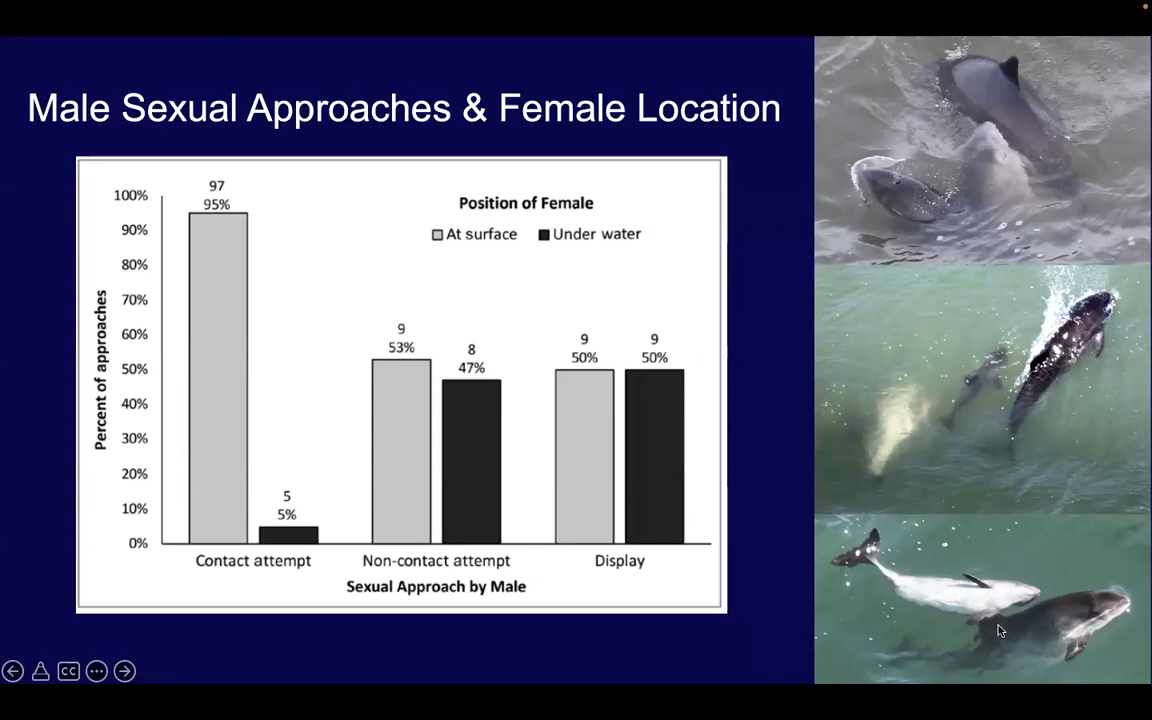 Male Sexual Approaches & Female Location
Position of Female
At surface
Under water
Percent of approaches
100%
90%
80%
70%
60%
50%
40%
30%
20%
10%
0%
97
95%
5
5%
9
53%
8
47%
9
50%
9
50%
Contact attempt
Non-contact attempt
Display
Sexual Approach by Male
CC